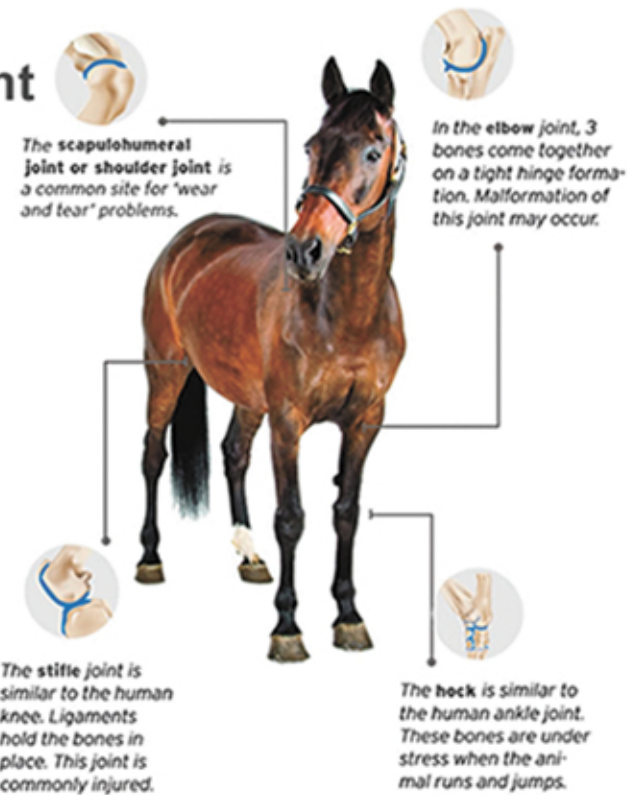 nt
The scapulohumeral
joint or shoulder joint is
a common site for "wear
and tear" problems.
In the elbow joint, 3
bones come together
on a tight hinge forma-
tion. Malformation of
this joint may occur.
The stifle joint is
similar to the human
knee. Ligaments
hold the bones in
place. This joint is
commonly injured.
The hock is similar to
the human ankle joint.
These bones are under
stress when the ani-
mal runs and jumps.